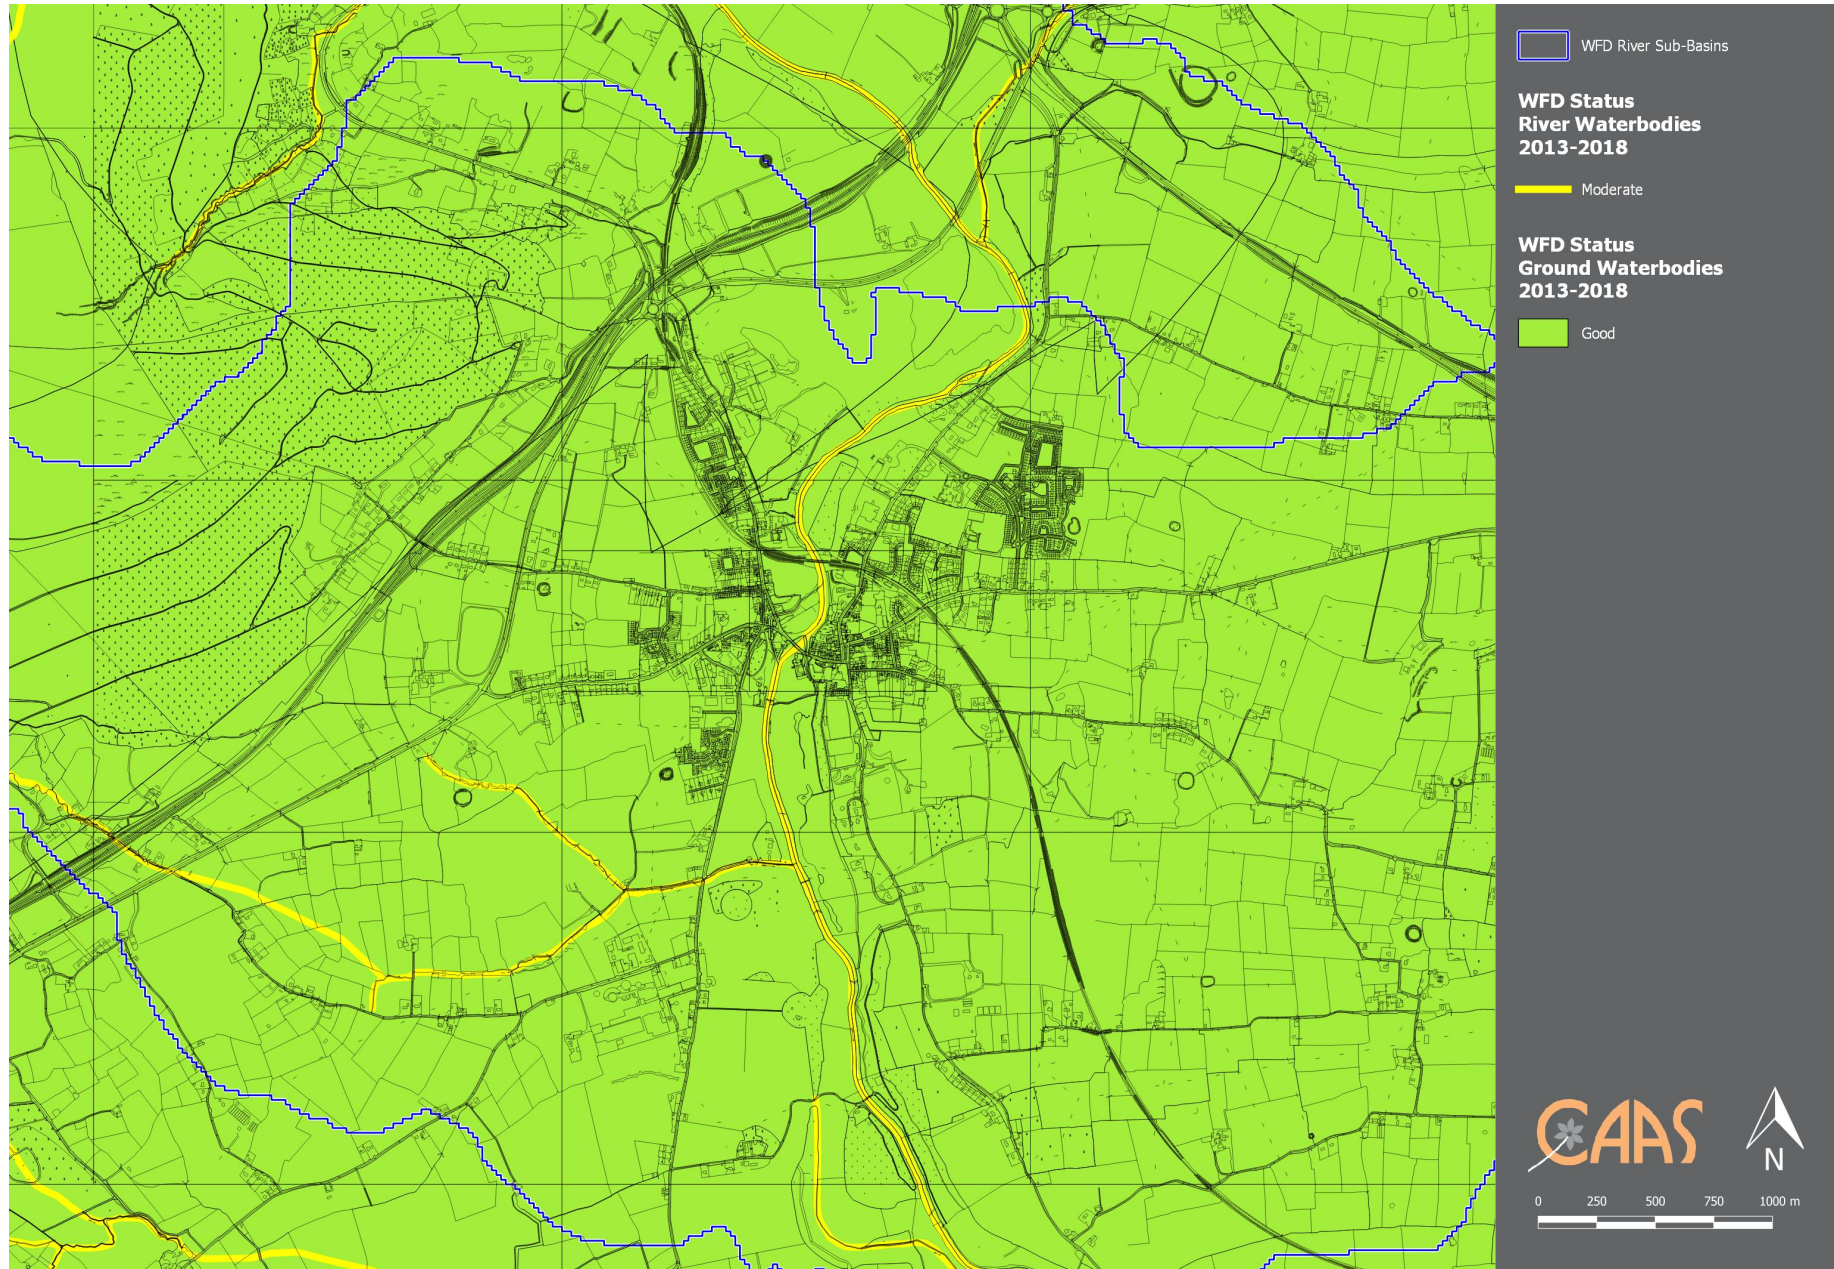 WFD River Sub-Basins
WFD Status
River Waterbodies
2013-2018
Moderate
WFD Status
Ground Waterbodies
2013-2018
Good
CAAS
N
0 250 500 750 1000 m